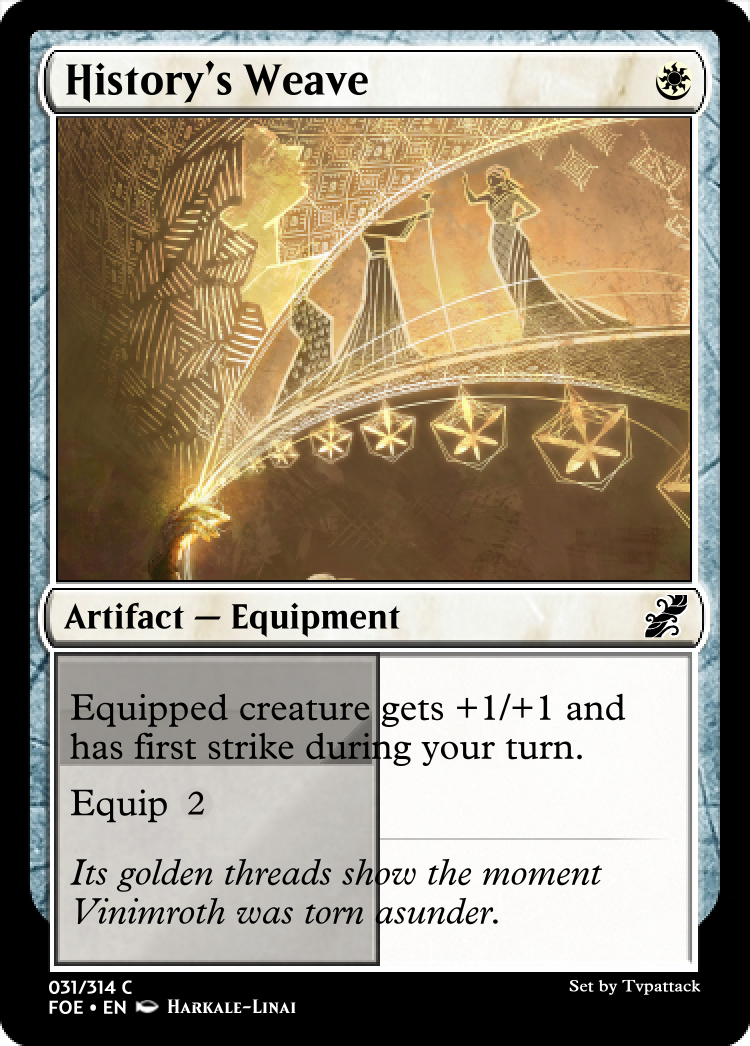 History's Weave
Artifact — Equipment
Equipped creature gets +1/+1 and
has first strike during your turn.
Equip 2
Its golden threads show the moment
Vinimroth was torn asunder.
031/314 C
Set by Tvpattack
FOE • EN Harkale-Linai